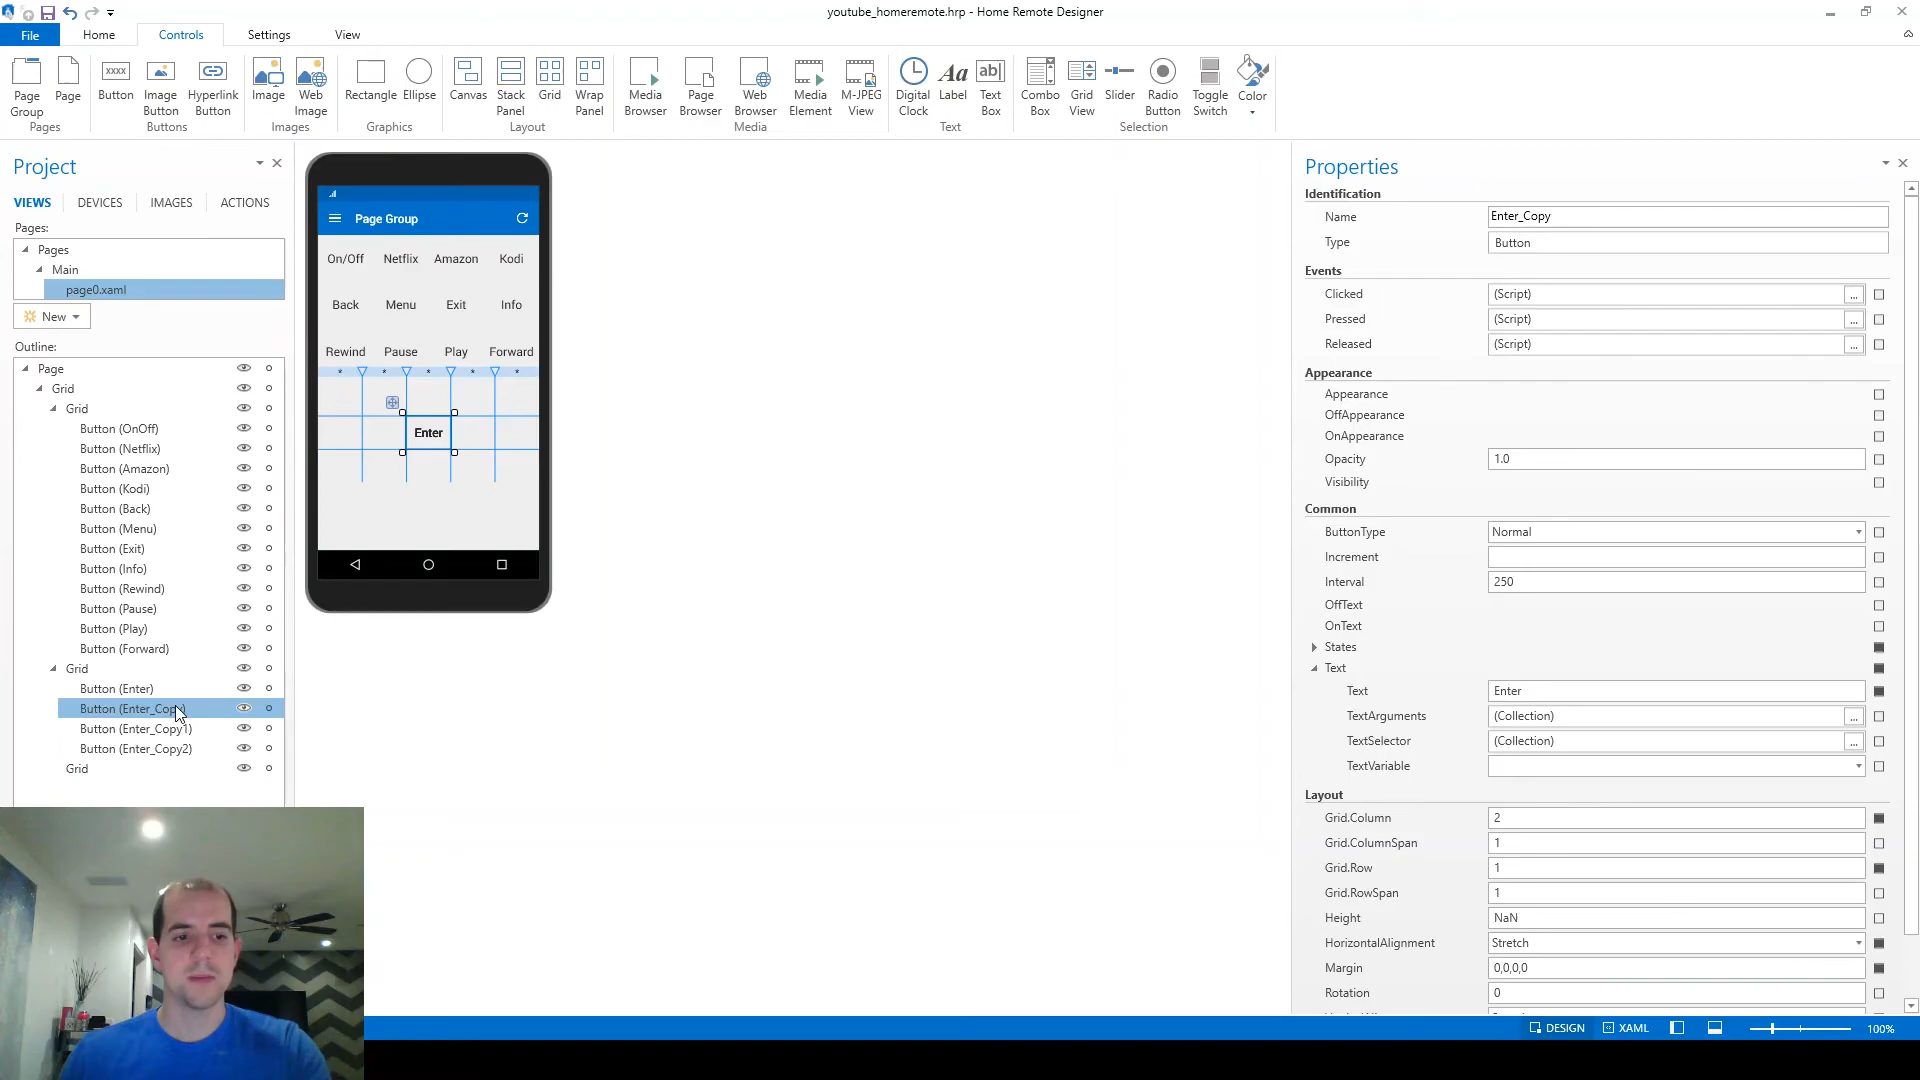 youtube_homeremote.hrp - Home Remote Designer
File Home Controls Settings View
Page Group
Page
Button
Image Button
Hyperlink Button
Image
Web Image
Rectangle
Ellipse
Canvas
Stack Panel
Grid
Wrap Panel
Media Browser
Page Browser
Web Browser
Media Element
M-JPEG View
Digital Clock
Label
Text Box
Combo Box
Grid View
Slider
Radio Button
Toggle Switch
Color
Pages Buttons Images Graphics Layout Media Text Selection
Project
VIEWS DEVICES IMAGES ACTIONS
Pages:
Pages
Main
page0.xaml
New
Outline:
Page
Grid
Grid
Button (OnOff)
Button (Netflix)
Button (Amazon)
Button (Kodi)
Button (Back)
Button (Menu)
Button (Exit)
Button (Info)
Button (Rewind)
Button (Pause)
Button (Play)
Button (Forward)
Grid
Button (Enter)
Button (Enter_Copy)
Button (Enter_Copy1)
Button (Enter_Copy2)
Grid
Page Group
On/Off Netflix Amazon Kodi
Back Menu Exit Info
Rewind Pause Play Forward
* * * * *
Enter
Properties
Identification
Name Enter_Copy
Type Button
Events
Clicked (Script) ...
Pressed (Script) ...
Released (Script) ...
Appearance
Appearance
OffAppearance
OnAppearance
Opacity 1.0
Visibility
Common
ButtonType Normal
Increment
Interval 250
OffText
OnText
States
Text
Text Enter
TextArguments (Collection) ...
TextSelector (Collection) ...
TextVariable
Layout
Grid.Column 2
Grid.ColumnSpan 1
Grid.Row 1
Grid.RowSpan 1
Height NaN
HorizontalAlignment Stretch
Margin 0,0,0,0
Rotation 0
DESIGN XAML 100%